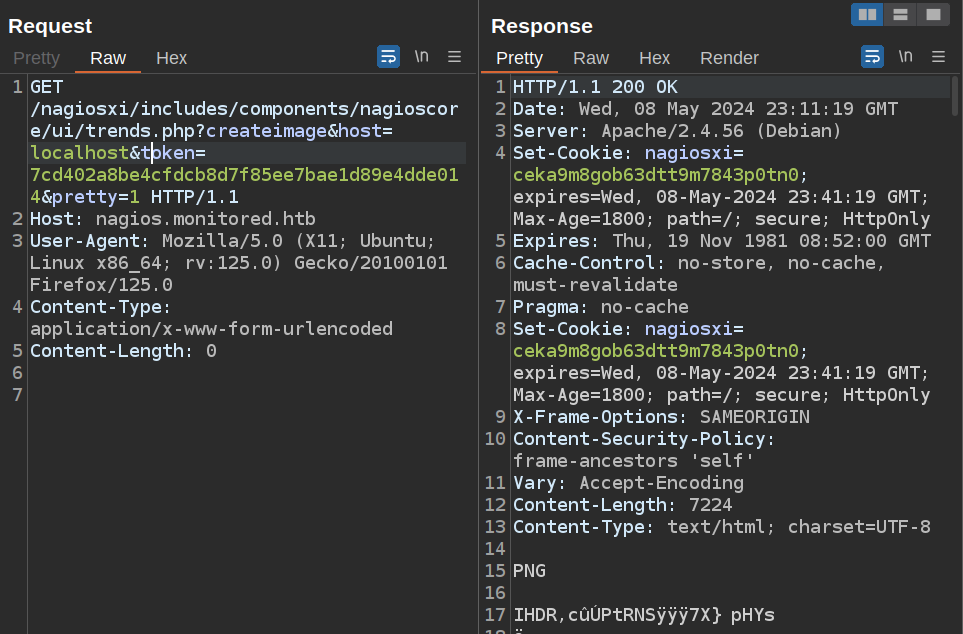 Request
Pretty Raw Hex \n
1 GET
/nagiosxi/includes/components/nagioscor
e/ui/trends.php?createimage&host=
localhost&token=
7cd402a8be4cfdcb8d7f85ee7bae1d89e4dde01
4&pretty=1 HTTP/1.1
2 Host: nagios.monitored.htb
3 User-Agent: Mozilla/5.0 (X11; Ubuntu;
Linux x86_64; rv:125.0) Gecko/20100101
Firefox/125.0
4 Content-Type:
application/x-www-form-urlencoded
5 Content-Length: 0
6
7
Response
Pretty Raw Hex Render \n
1 HTTP/1.1 200 OK
2 Date: Wed, 08 May 2024 23:11:19 GMT
3 Server: Apache/2.4.56 (Debian)
4 Set-Cookie: nagiosxi=
ceka9m8gob63dtt9m7843p0tn0;
expires=Wed, 08-May-2024 23:41:19 GMT;
Max-Age=1800; path=/; secure; HttpOnly
5 Expires: Thu, 19 Nov 1981 08:52:00 GMT
6 Cache-Control: no-store, no-cache,
must-revalidate
7 Pragma: no-cache
8 Set-Cookie: nagiosxi=
ceka9m8gob63dtt9m7843p0tn0;
expires=Wed, 08-May-2024 23:41:19 GMT;
Max-Age=1800; path=/; secure; HttpOnly
9 X-Frame-Options: SAMEORIGIN
10 Content-Security-Policy:
frame-ancestors 'self'
11 Vary: Accept-Encoding
12 Content-Length: 7224
13 Content-Type: text/html; charset=UTF-8
14
15 PNG
16
17 IHDR,cûÚPtRNSÿÿÿ7X} pHYs